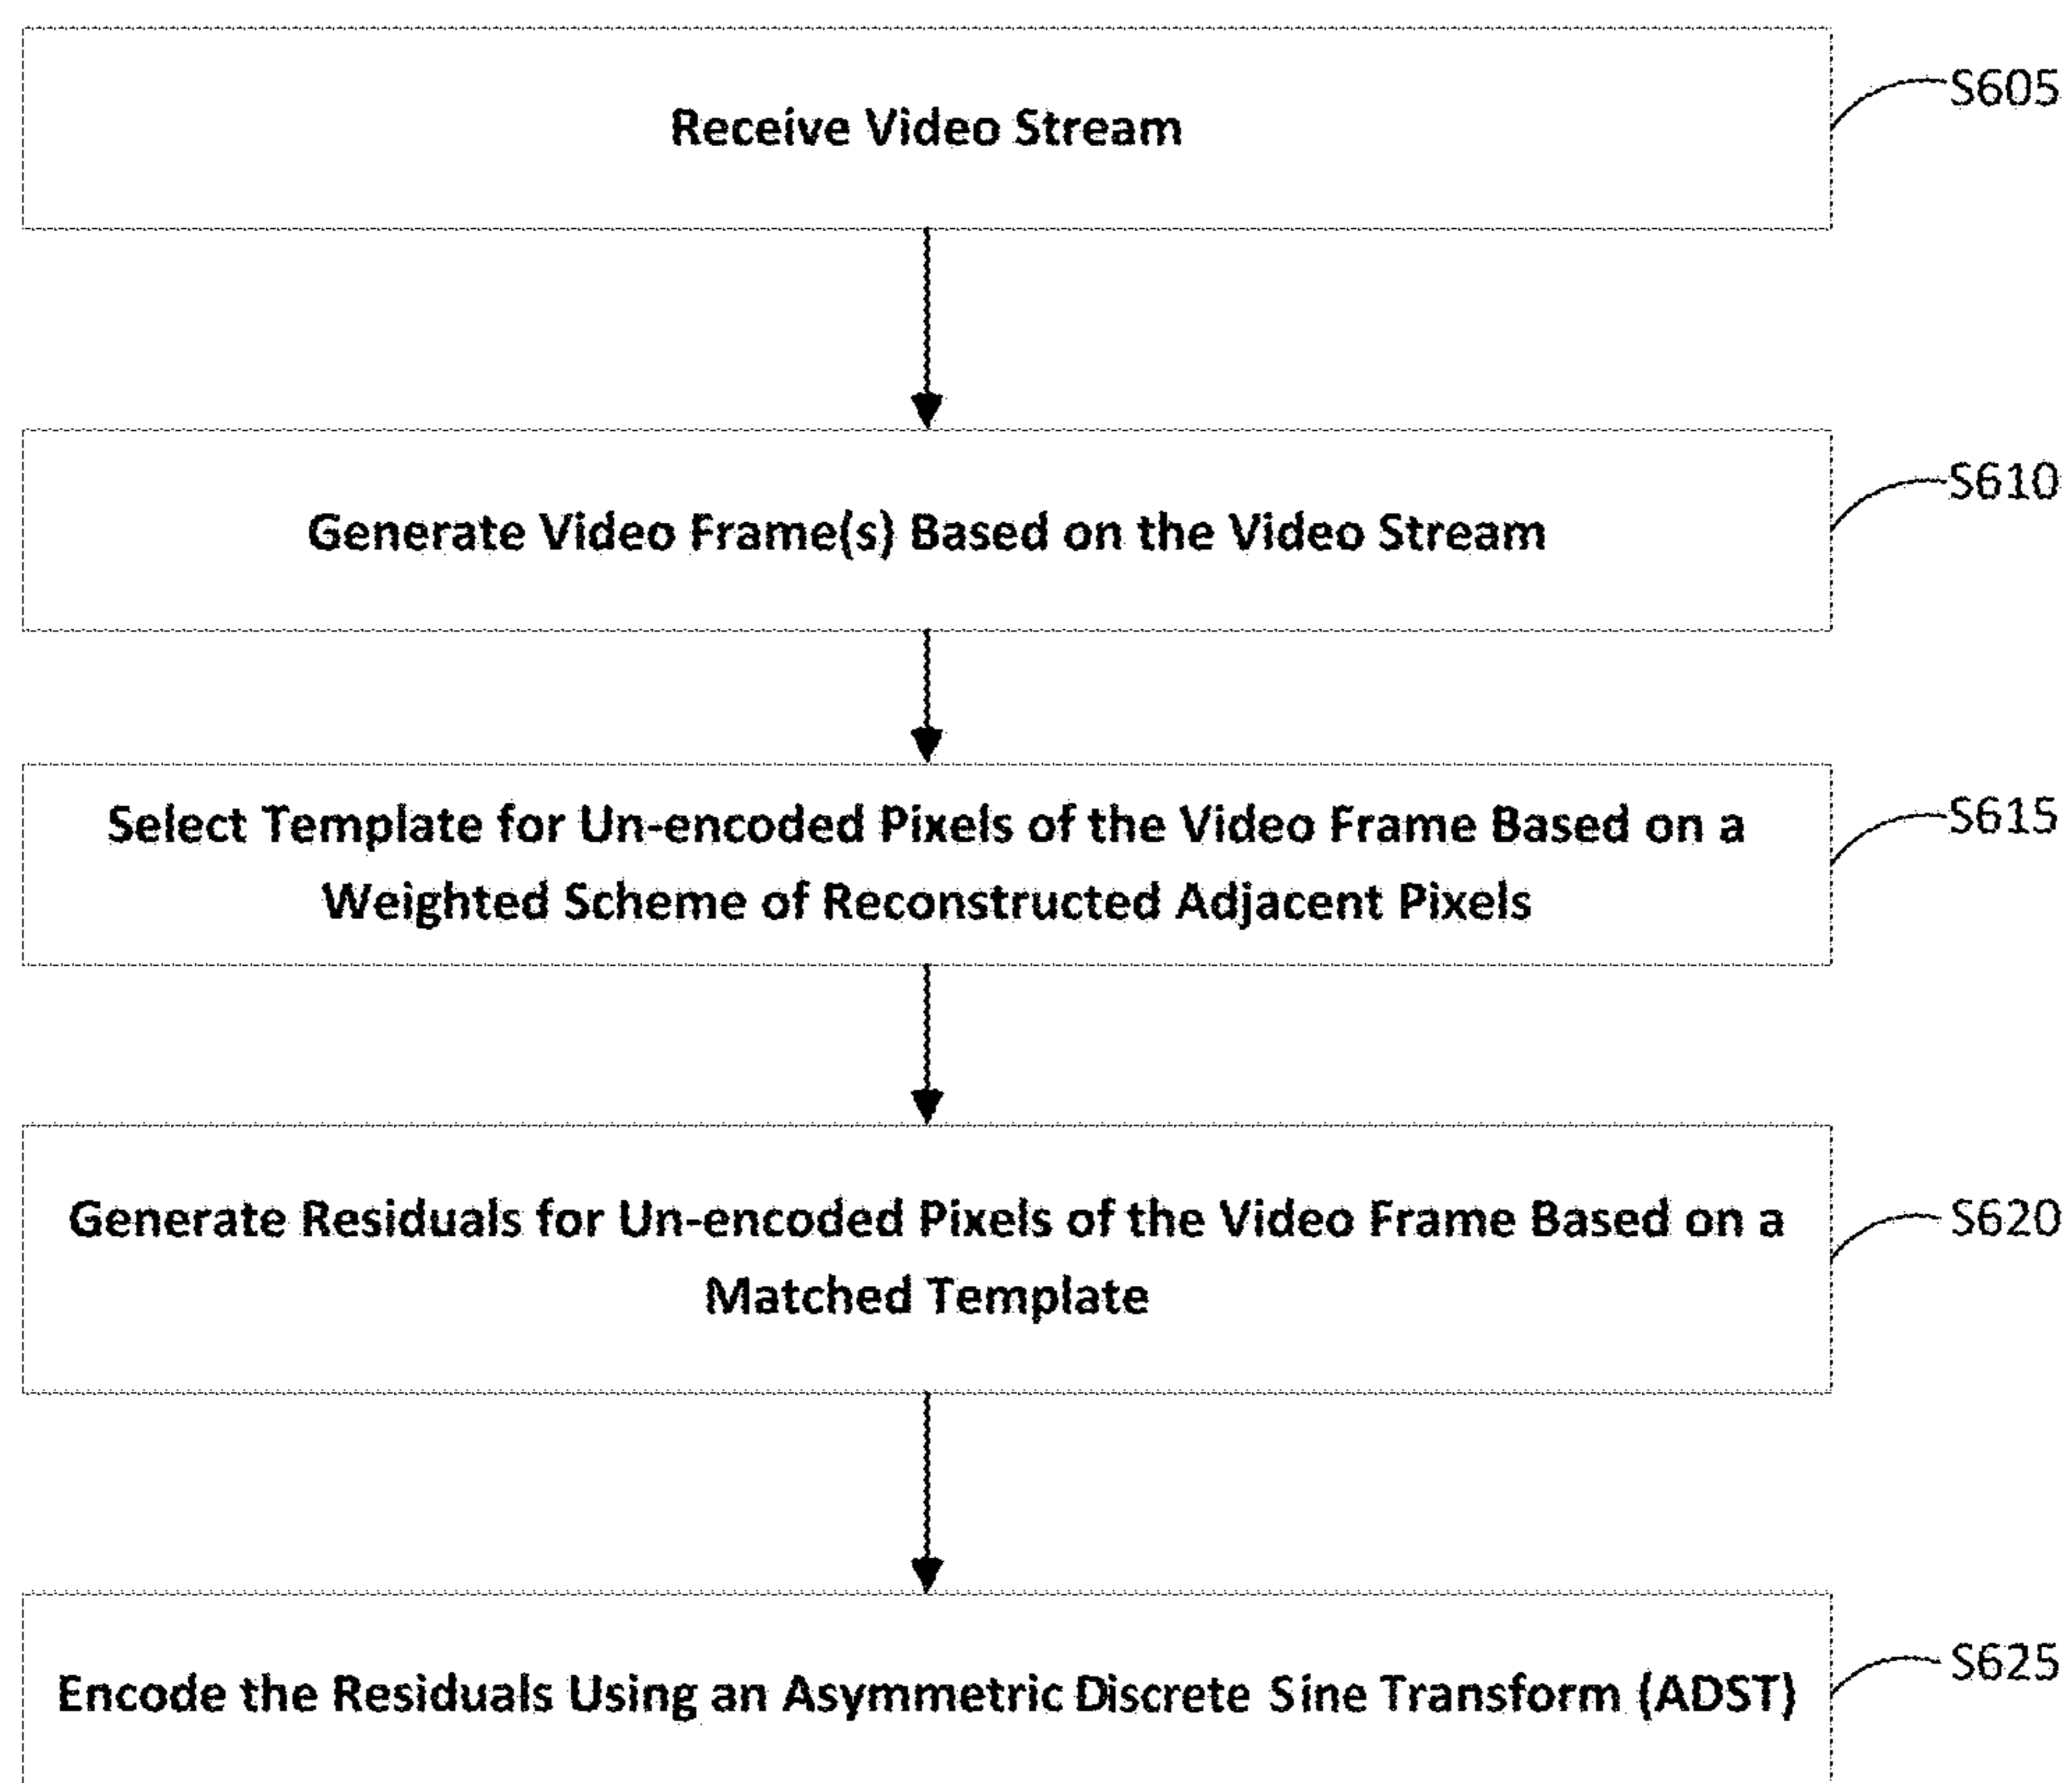 Receive Video Stream
S605
Generate Video Frame(s) Based on the Video Stream
S610
Select Template for Un-encoded Pixels of the Video Frame Based on a
Weighted Scheme of Reconstructed Adjacent Pixels
S615
Generate Residuals for Un-encoded Pixels of the Video Frame Based on a
Matched Template
S620
Encode the Residuals Using an Asymmetric Discrete Sine Transform (ADST)
S625